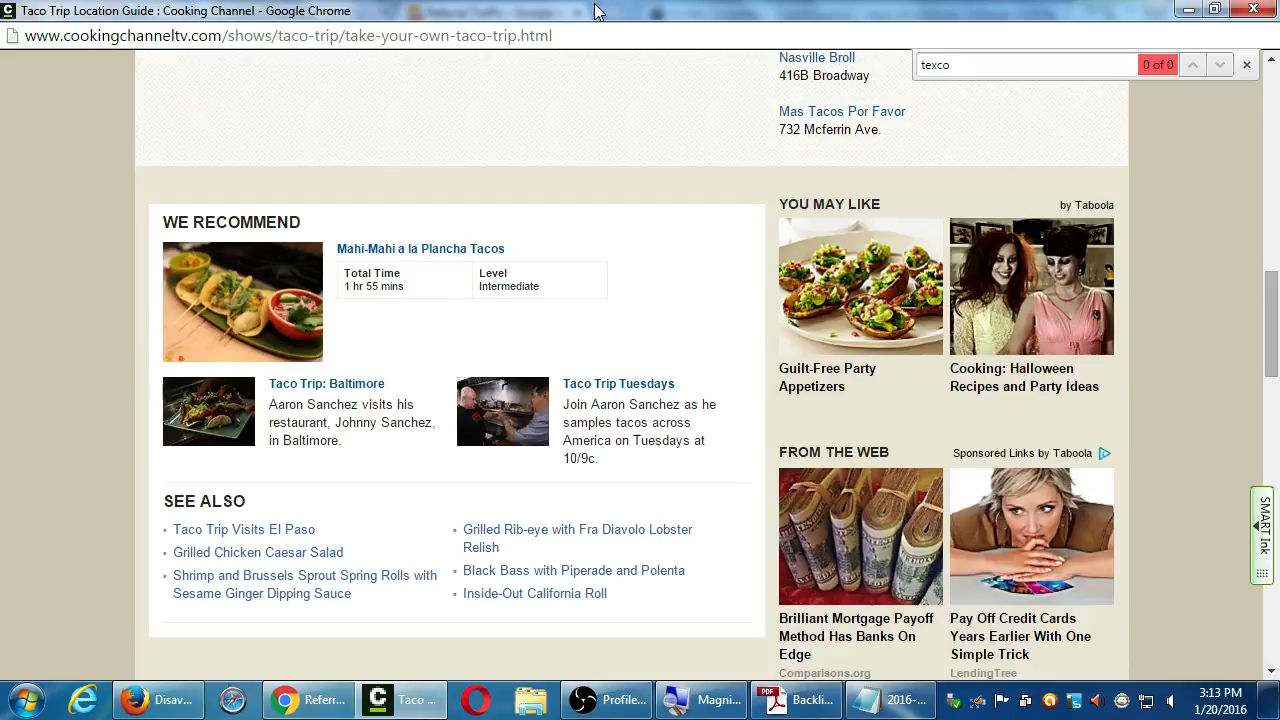 Taco Trip Location Guide : Cooking Channel - Google Chrome
www.cookingchanneltv.com/shows/taco-trip/take-your-own-taco-trip.html
texco
0 of 0
Nasville Broll
416B Broadway
Mas Tacos Por Favor
732 Mcferrin Ave.
WE RECOMMEND
Mahi-Mahi a la Plancha Tacos
Total Time
1 hr 55 mins
Level
Intermediate
Taco Trip: Baltimore
Aaron Sanchez visits his
restaurant, Johnny Sanchez,
in Baltimore.
Taco Trip Tuesdays
Join Aaron Sanchez as he
samples tacos across
America on Tuesdays at
10/9c.
SEE ALSO
Taco Trip Visits El Paso
Grilled Chicken Caesar Salad
Shrimp and Brussels Sprout Spring Rolls with
Sesame Ginger Dipping Sauce
Grilled Rib-eye with Fra Diavolo Lobster
Relish
Black Bass with Piperade and Polenta
Inside-Out California Roll
YOU MAY LIKE
by Taboola
Guilt-Free Party
Appetizers
Cooking: Halloween
Recipes and Party Ideas
FROM THE WEB
Sponsored Links by Taboola
Brilliant Mortgage Payoff
Method Has Banks On
Edge
Comparisons.org
Pay Off Credit Cards
Years Earlier With One
Simple Trick
LendingTree
SMART Ink
Disav...
Referr...
Taco ...
Profile...
Magni...
PDF
Backli...
2016-...
3:13 PM
1/20/2016